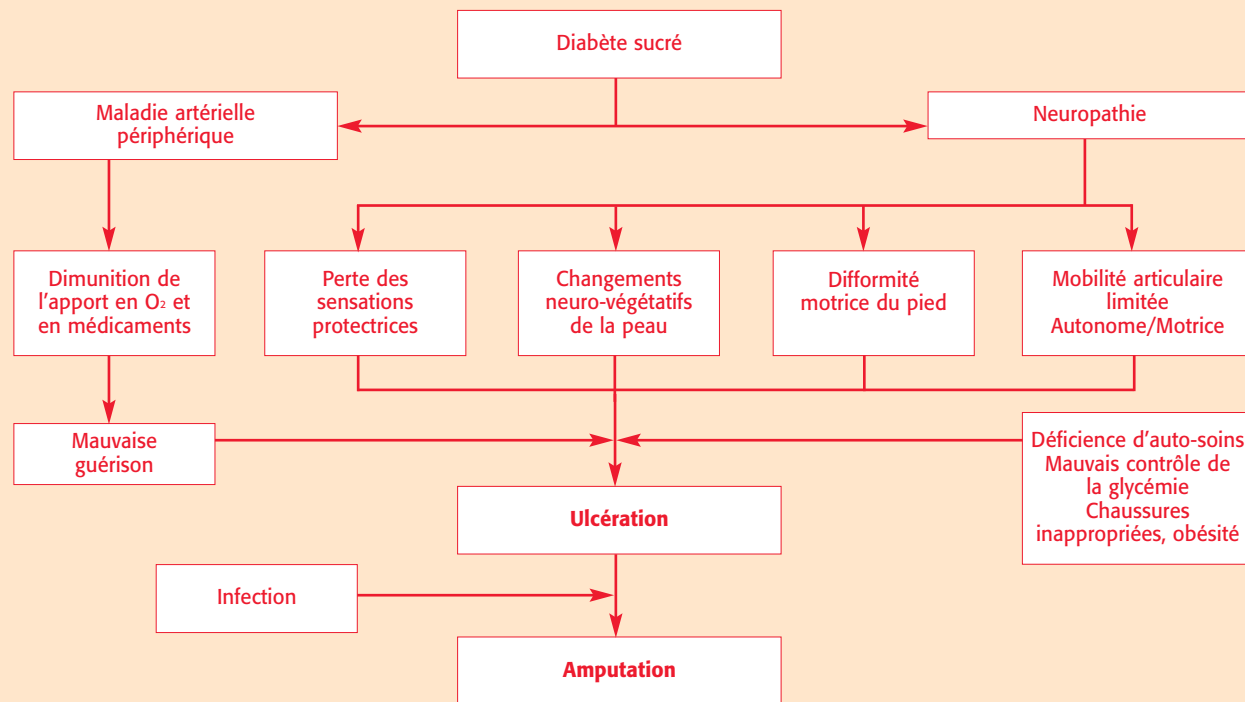 Diabète sucré
Maladie artérielle
périphérique
Neuropathie
Dimunition de
l'apport en O₂ et
en médicaments
Perte des
sensations
protectrices
Changements
neuro-végétatifs
de la peau
Difformité
motrice du pied
Mobilité articulaire
limitée
Autonome/Motrice
Mauvaise
guérison
Déficience d'auto-soins
Mauvais contrôle de
la glycémie
Chaussures
inappropriées, obésité
Ulcération
Infection
Amputation